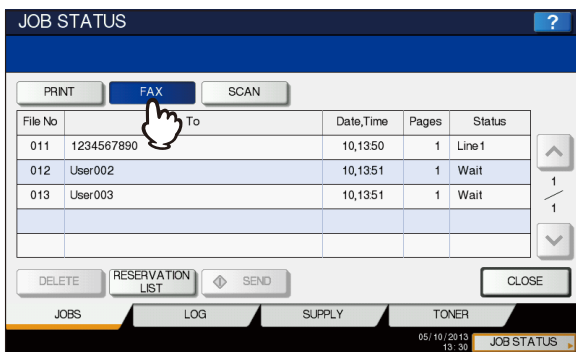 JOB STATUS ?
PRINT FAX SCAN
File No To Date,Time Pages Status
011 1234567890 10,13:50 1 Line1
012 User002 10,13:51 1 Wait
013 User003 10,13:51 1 Wait
1
1
DELETE RESERVATION LIST SEND CLOSE
JOBS LOG SUPPLY TONER
05/10/2013
13:30 JOB STATUS